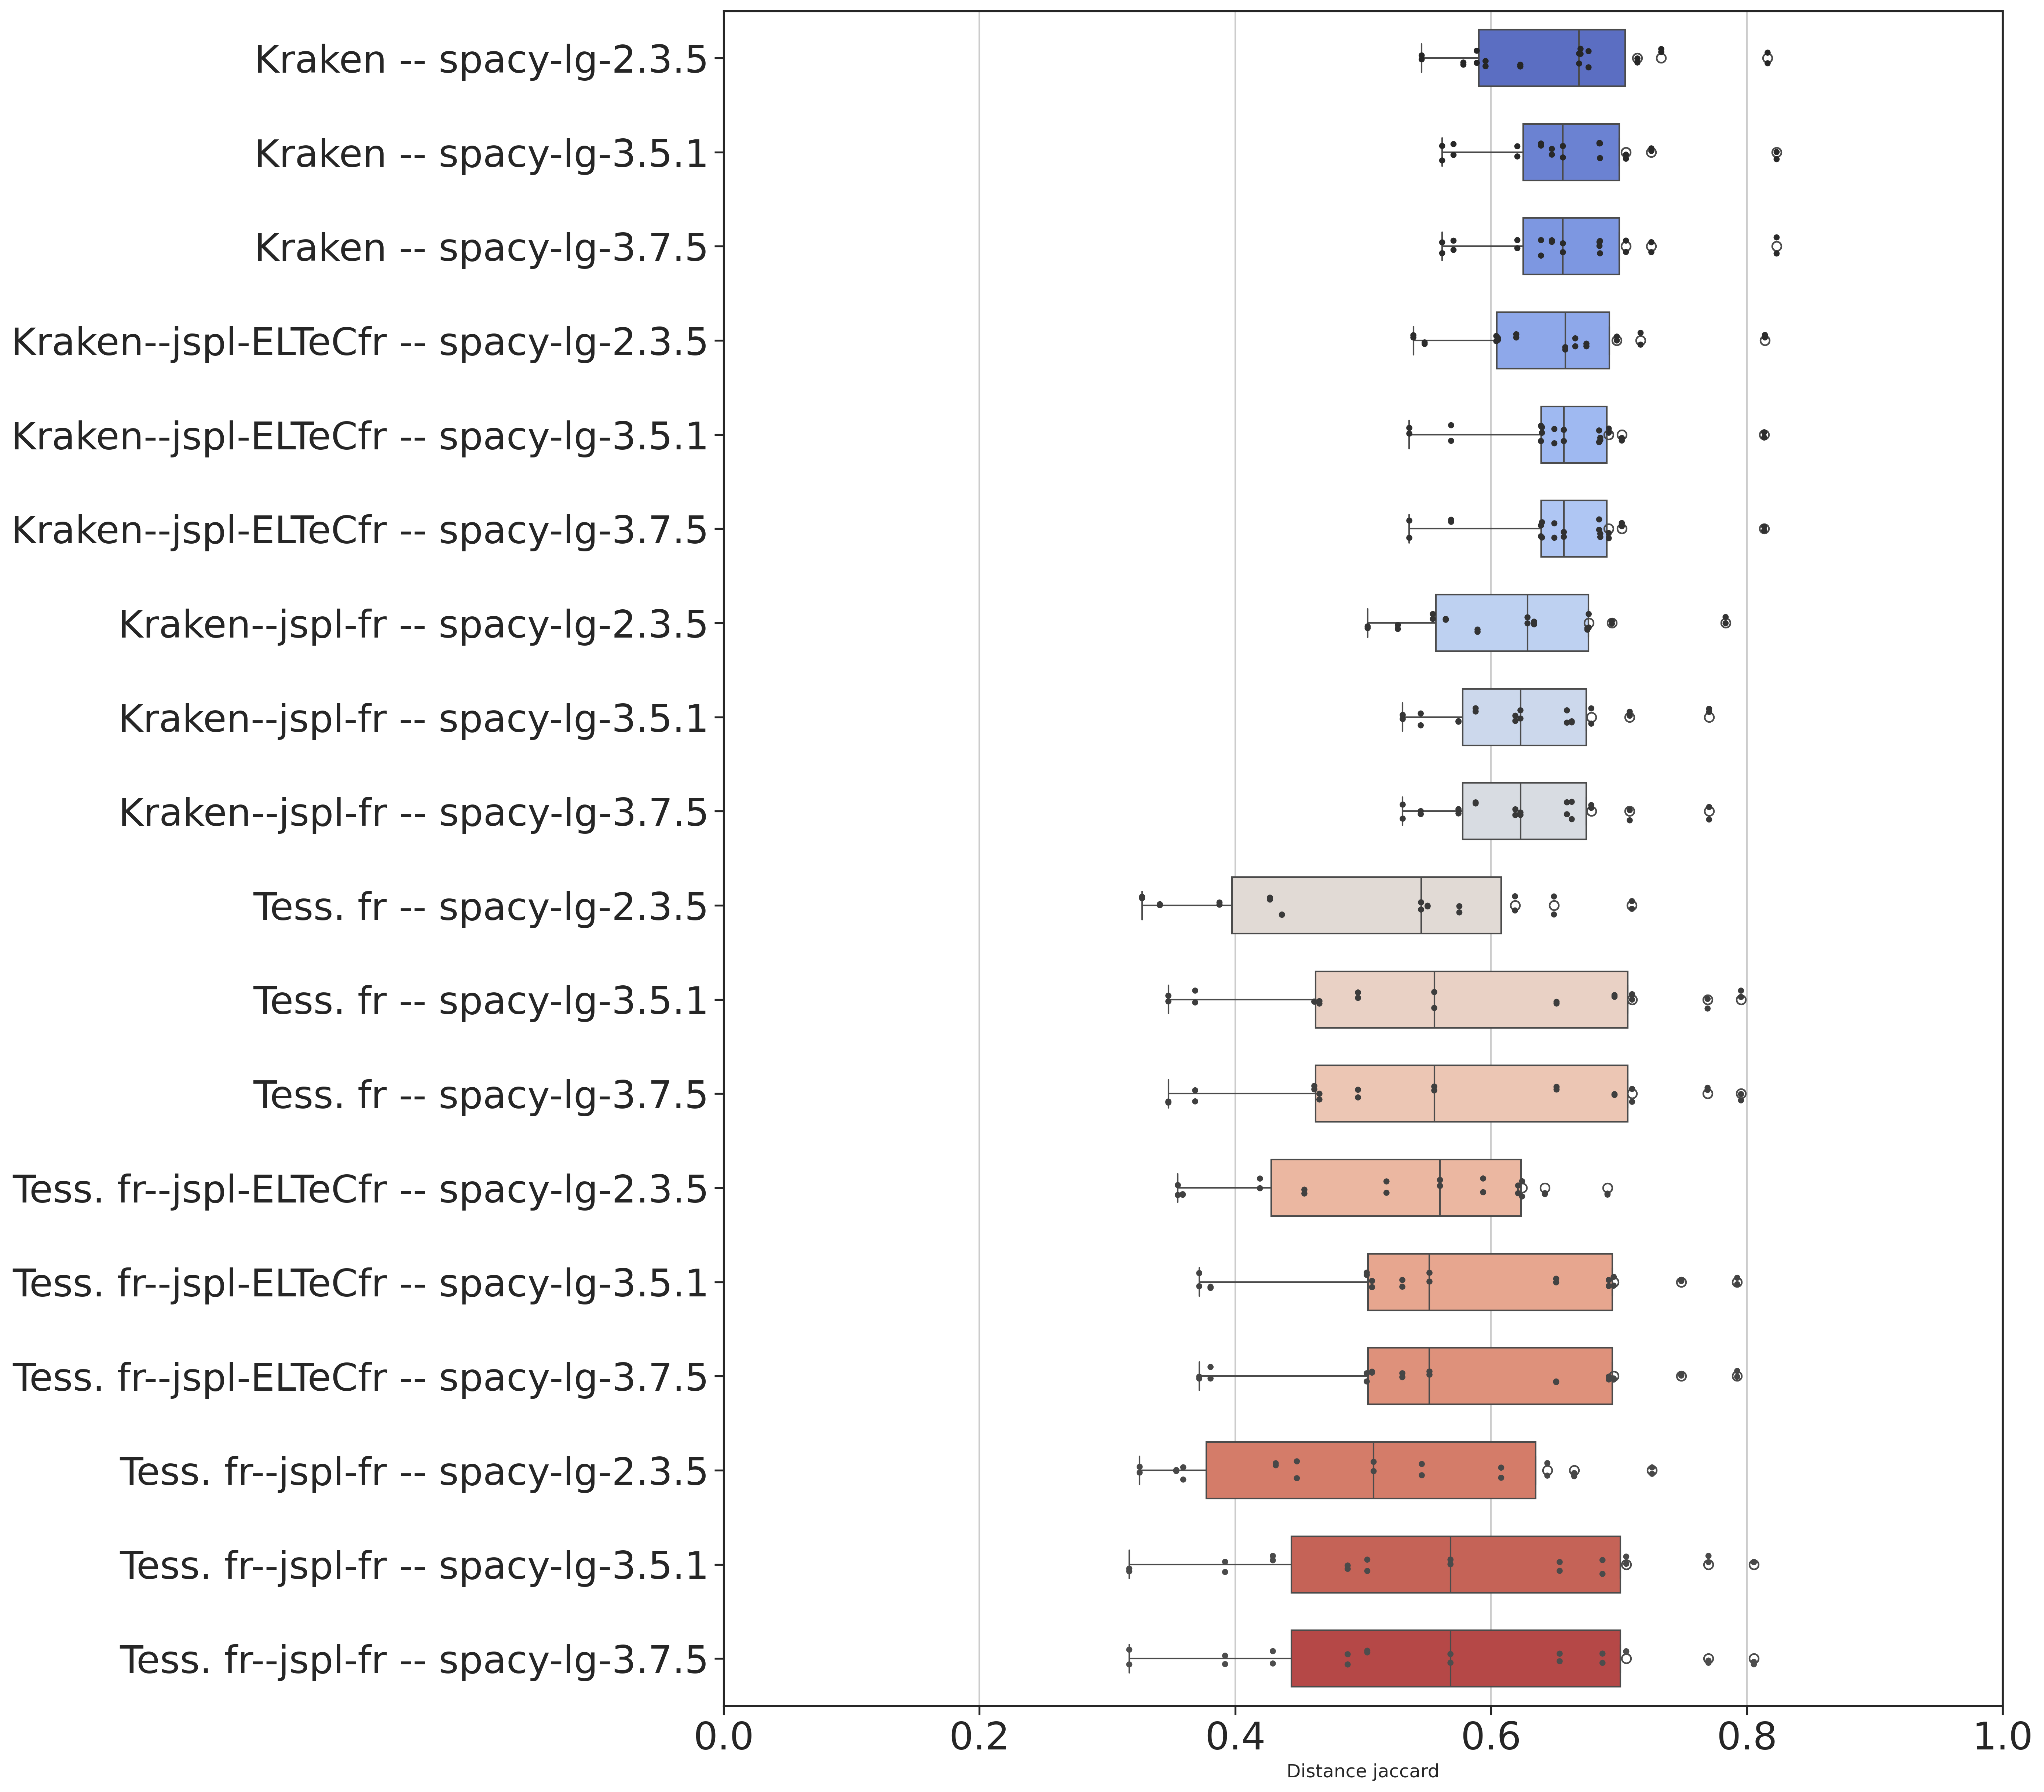 Kraken -- spacy-lg-2.3.5
Kraken -- spacy-lg-3.5.1
Kraken -- spacy-lg-3.7.5
Kraken--jspl-ELTeCfr -- spacy-lg-2.3.5
Kraken--jspl-ELTeCfr -- spacy-lg-3.5.1
Kraken--jspl-ELTeCfr -- spacy-lg-3.7.5
Kraken--jspl-fr -- spacy-lg-2.3.5
Kraken--jspl-fr -- spacy-lg-3.5.1
Kraken--jspl-fr -- spacy-lg-3.7.5
Tess. fr -- spacy-lg-2.3.5
Tess. fr -- spacy-lg-3.5.1
Tess. fr -- spacy-lg-3.7.5
Tess. fr--jspl-ELTeCfr -- spacy-lg-2.3.5
Tess. fr--jspl-ELTeCfr -- spacy-lg-3.5.1
Tess. fr--jspl-ELTeCfr -- spacy-lg-3.7.5
Tess. fr--jspl-fr -- spacy-lg-2.3.5
Tess. fr--jspl-fr -- spacy-lg-3.5.1
Tess. fr--jspl-fr -- spacy-lg-3.7.5
0.0 0.2 0.4 0.6 0.8 1.0
Distance jaccard